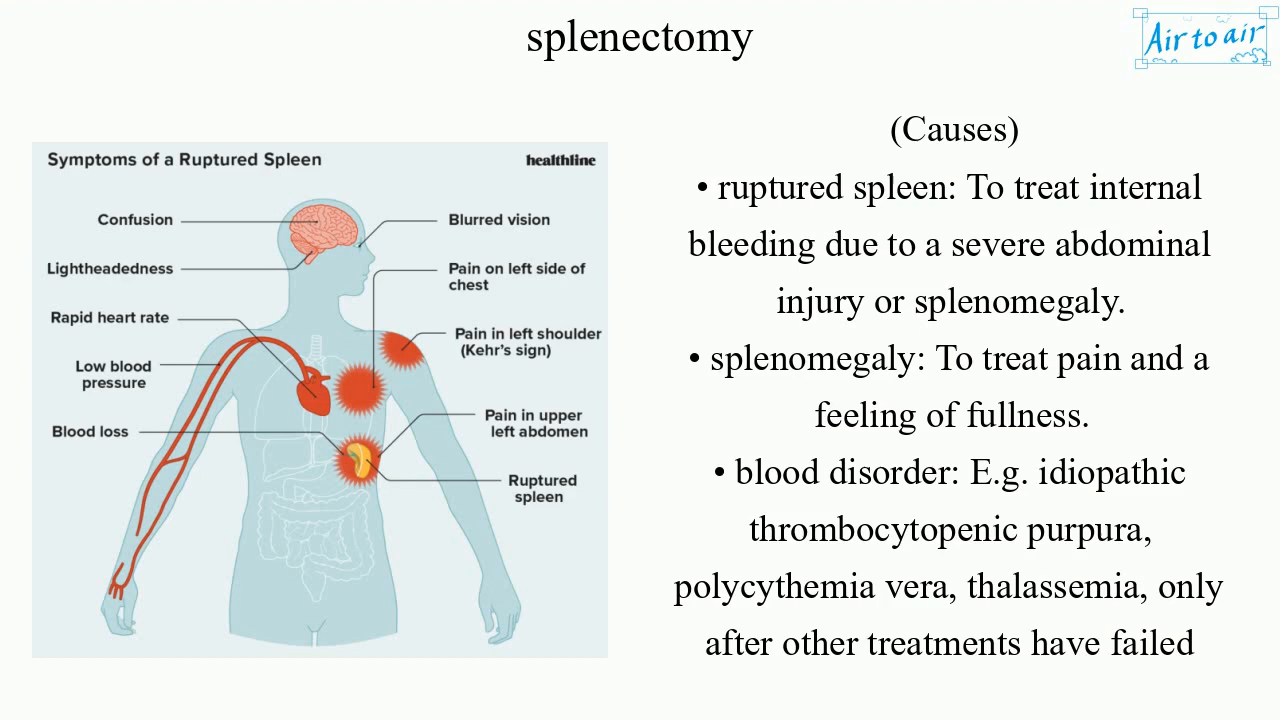 splenectomy
Air to air
Symptoms of a Ruptured Spleen
healthline
Confusion
Blurred vision
Lightheadedness
Pain on left side of
chest
Rapid heart rate
Pain in left shoulder
(Kehr's sign)
Low blood
pressure
Pain in upper
left abdomen
Blood loss
Ruptured
spleen
(Causes)
• ruptured spleen: To treat internal
bleeding due to a severe abdominal
injury or splenomegaly.
• splenomegaly: To treat pain and a
feeling of fullness.
• blood disorder: E.g. idiopathic
thrombocytopenic purpura,
polycythemia vera, thalassemia, only
after other treatments have failed